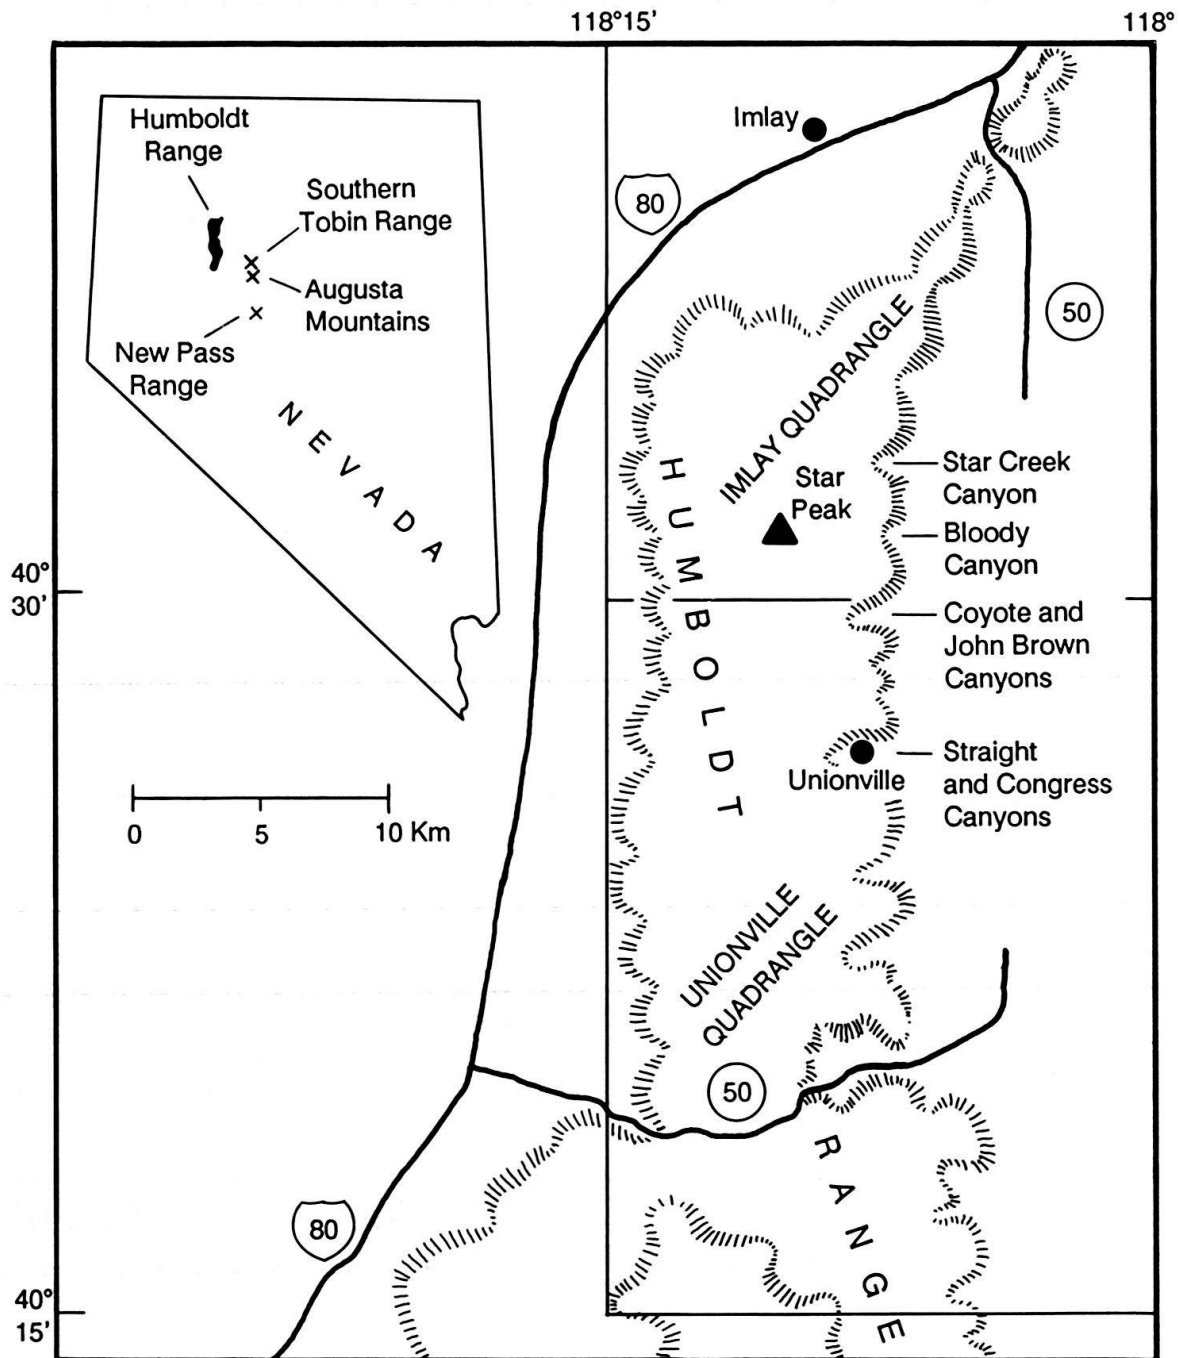 118°15'
118°
Imlay
80
Humboldt
Range
Southern
Tobin Range
Augusta
Mountains
New Pass
Range
NEVADA
50
IMLAY QUADRANGLE
Star
Peak
Star Creek
Canyon
Bloody
Canyon
40°
30'
Coyote and
John Brown
Canyons
HUMBOLDT
Unionville
Straight
and Congress
Canyons
0 5 10 Km
UNIONVILLE
QUADRANGLE
50
RANGE
80
40°
15'